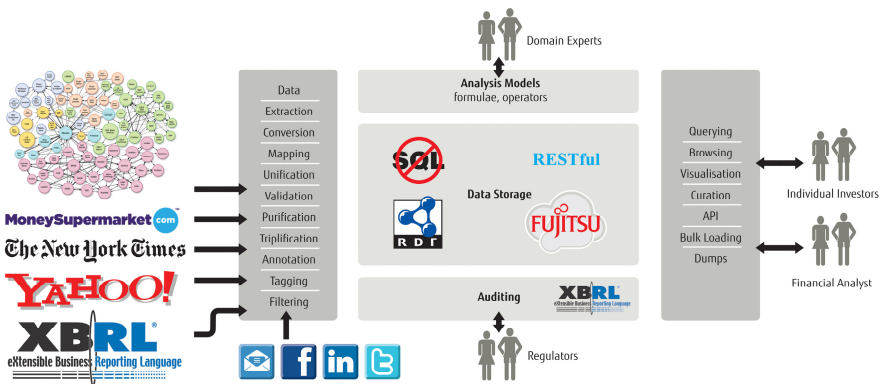 Domain Experts
Analysis Models
formulae, operators
MoneySupermarket com
The New York Times
YAHOO!
XBRL®
eXtensible Business Reporting Language
Data
Extraction
Conversion
Mapping
Unification
Validation
Purification
Triplification
Annotation
Tagging
Filtering
f
in
t
SQL
RESTful
Data Storage
RDF
FUJITSU
Auditing
XBRL
eXtensible Business Reporting Language
Regulators
Querying
Browsing
Visualisation
Curation
API
Bulk Loading
Dumps
Individual Investors
Financial Analyst